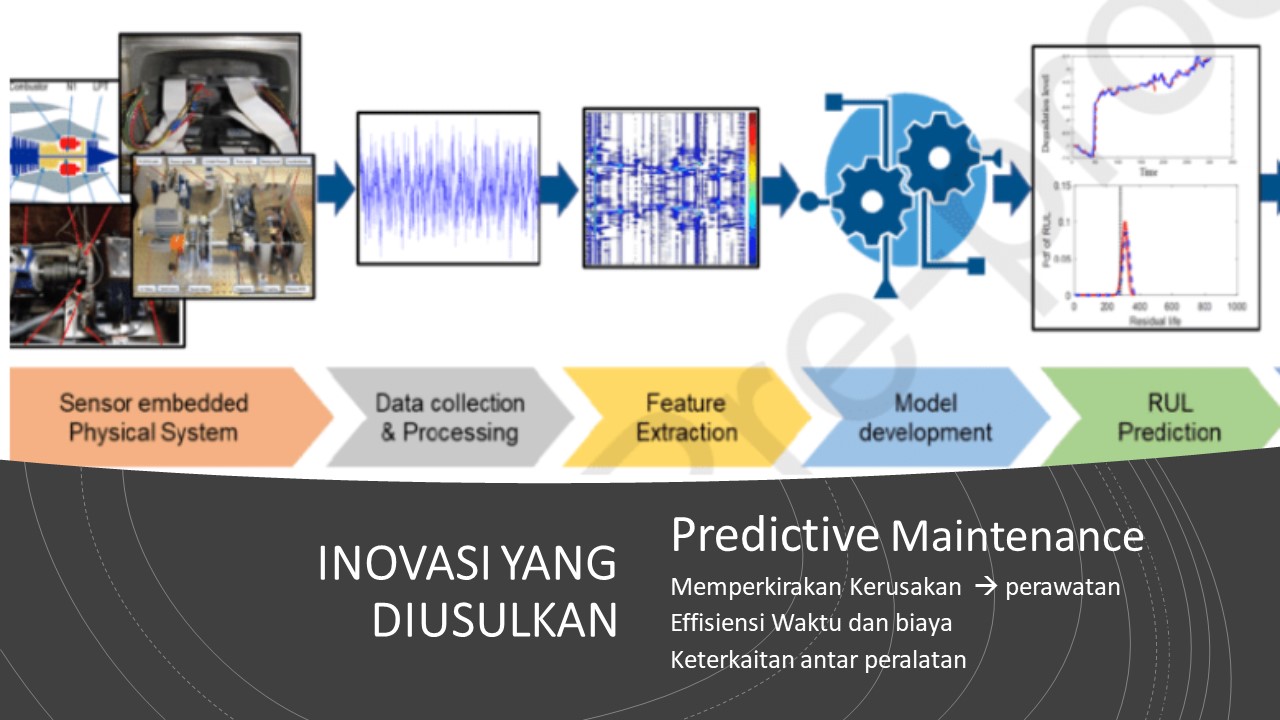 Combustor N1 LPT
Degradation level
Time
0.15
0.1
0.05
0
Pdf of RUL
0 200 400 600 800 1000
Residual life
Sensor embedded
Physical System
Data collection
& Processing
Feature
Extraction
Model
development
RUL
Prediction
INOVASI YANG
DIUSULKAN
Predictive Maintenance
Memperkirakan Kerusakan → perawatan
Effisiensi Waktu dan biaya
Keterkaitan antar peralatan